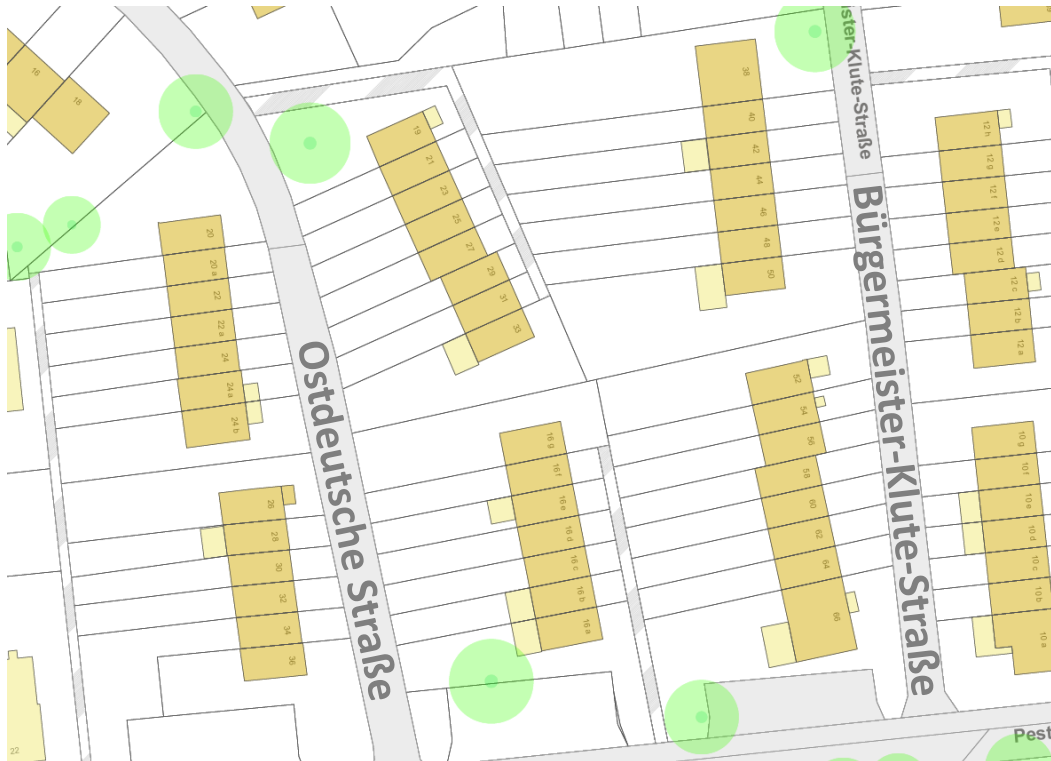 16
18
20
20 a
22
22 a
24
24 a
24 b
19
21
23
25
27
29
31
33
38
40
42
44
46
48
50
ister-Klute-Straße
12 h
12 g
12 f
12 e
12 d
12 c
12 b
12 a
Ostdeutsche Straße
Bürgermeister-Klute-Straße
26
28
30
32
34
36
16 g
16 f
16 e
16 d
16 c
16 b
16 a
52
54
56
58
60
62
64
66
10 g
10 f
10 e
10 d
10 c
10 b
10 a
22
Pest